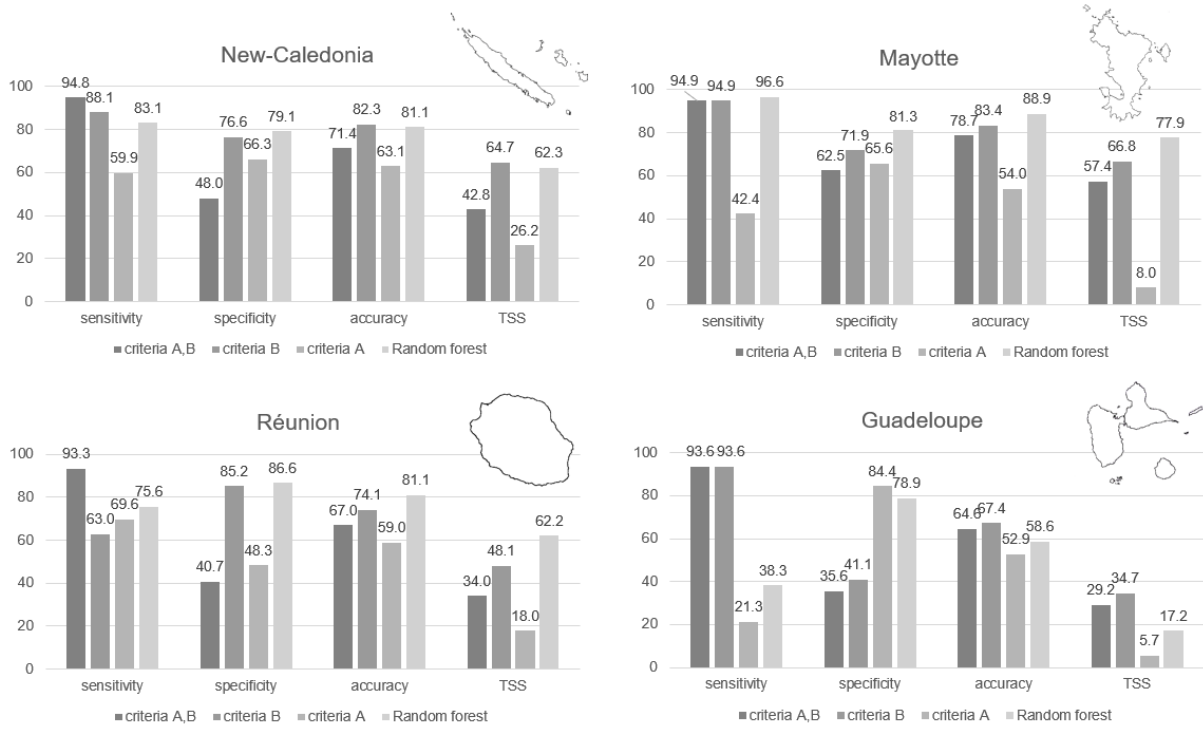 New-Caledonia
94.8 88.1 59.9 83.1 48.0 76.6 66.3 79.1 71.4 82.3 63.1 81.1 42.8 64.7 26.2 62.3
100
80
60
40
20
0
sensitivity specificity accuracy TSS
criteria A,B criteria B criteria A Random forest
Mayotte
94.9 94.9 42.4 96.6 62.5 71.9 65.6 81.3 78.7 83.4 54.0 88.9 57.4 66.8 8.0 77.9
100
80
60
40
20
0
sensitivity specificity accuracy TSS
criteria A,B criteria B criteria A Random forest
Réunion
93.3 63.0 69.6 75.6 40.7 85.2 48.3 86.6 67.0 74.1 59.0 81.1 34.0 48.1 18.0 62.2
100
80
60
40
20
0
sensitivity specificity accuracy TSS
criteria A,B criteria B criteria A Random forest
Guadeloupe
93.6 93.6 21.3 38.3 35.6 41.1 84.4 78.9 64.6 67.4 52.9 58.6 29.2 34.7 5.7 17.2
100
80
60
40
20
0
sensitivity specificity accuracy TSS
criteria A,B criteria B criteria A Random forest